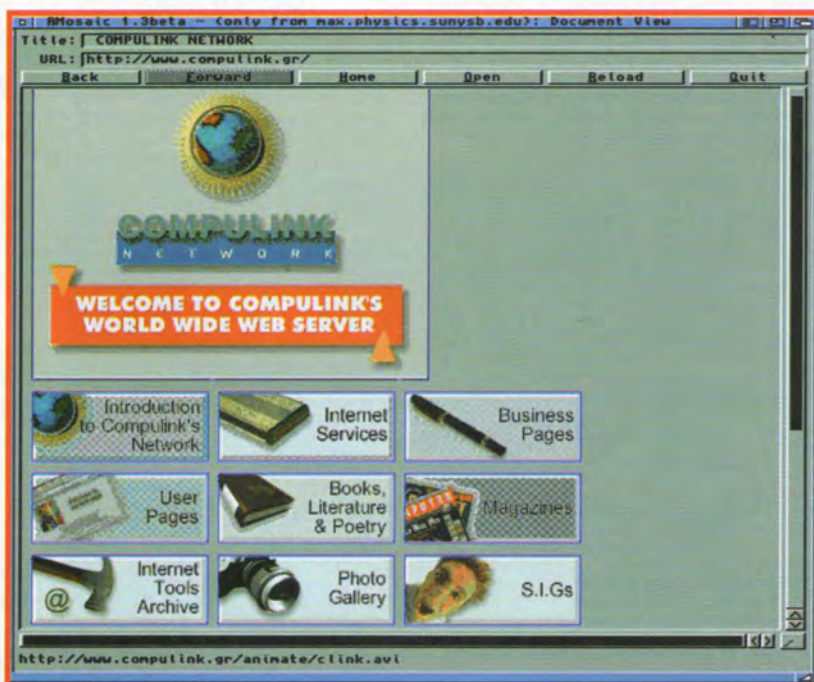 AMosaic 1.3beta -- (only from max.physics.sunysb.edu): Document View
Title: COMPULINK NETWORK
URL: http://www.compulink.gr/
Back Forward Home Open Reload Quit
COMPULINK
NETWORK
WELCOME TO COMPULINK'S
WORLD WIDE WEB SERVER
Introduction
to Compulink's
Network
Internet
Services
Business
Pages
User
Pages
Books,
Literature
& Poetry
Magazines
@
Internet
Tools
Archive
Photo
Gallery
S.I.Gs
http://www.compulink.gr/animate/clink.avi